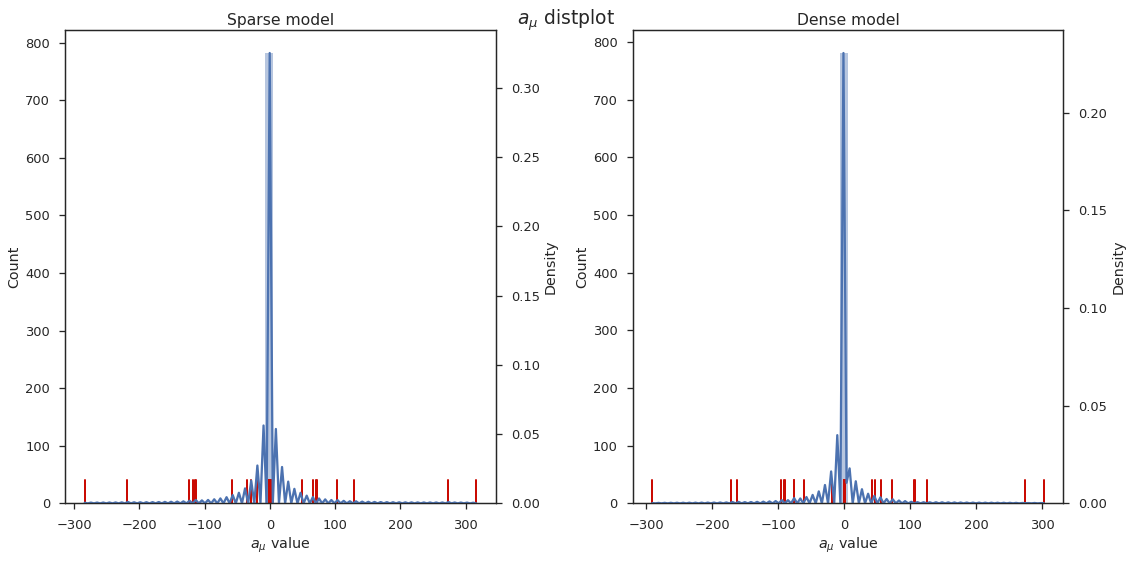 $a_\mu$ distplot
Sparse model
Count
800
700
600
500
400
300
200
100
0
0.30
0.25
0.20
0.15
0.10
0.05
0.00
Density
−300 −200 −100 0 100 200 300
$a_\mu$ value
Dense model
Count
800
700
600
500
400
300
200
100
0
0.20
0.15
0.10
0.05
0.00
Density
−300 −200 −100 0 100 200 300
$a_\mu$ value